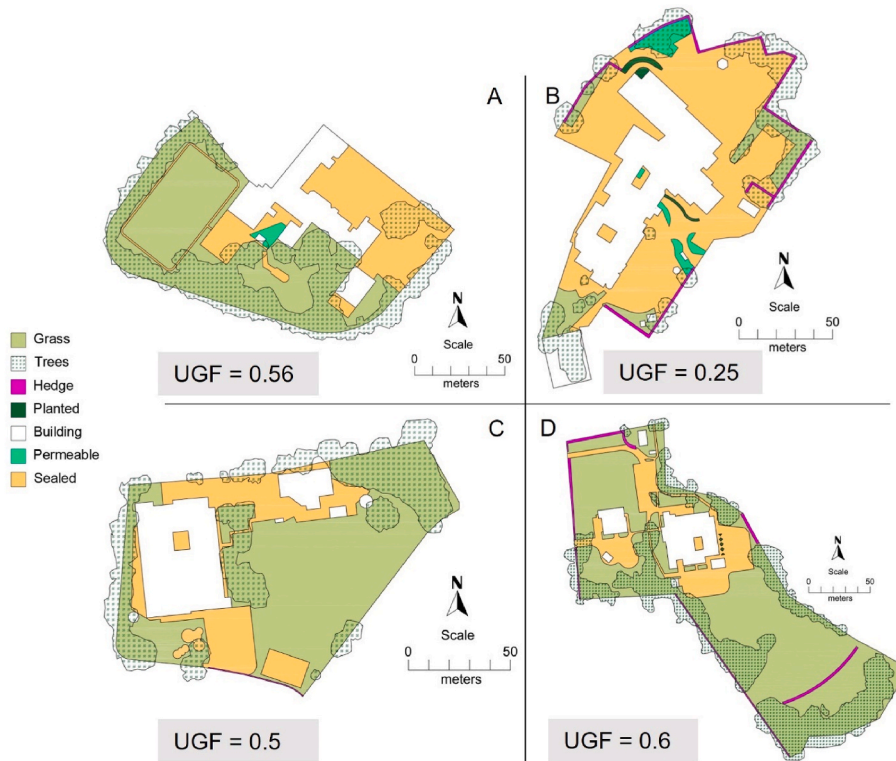 A
N
Scale
0 50
meters
UGF = 0.56
B
N
Scale
0 50
meters
UGF = 0.25
Grass
Trees
Hedge
Planted
Building
Permeable
Sealed
C
N
Scale
0 50
meters
UGF = 0.5
D
N
Scale
0 50
meters
UGF = 0.6